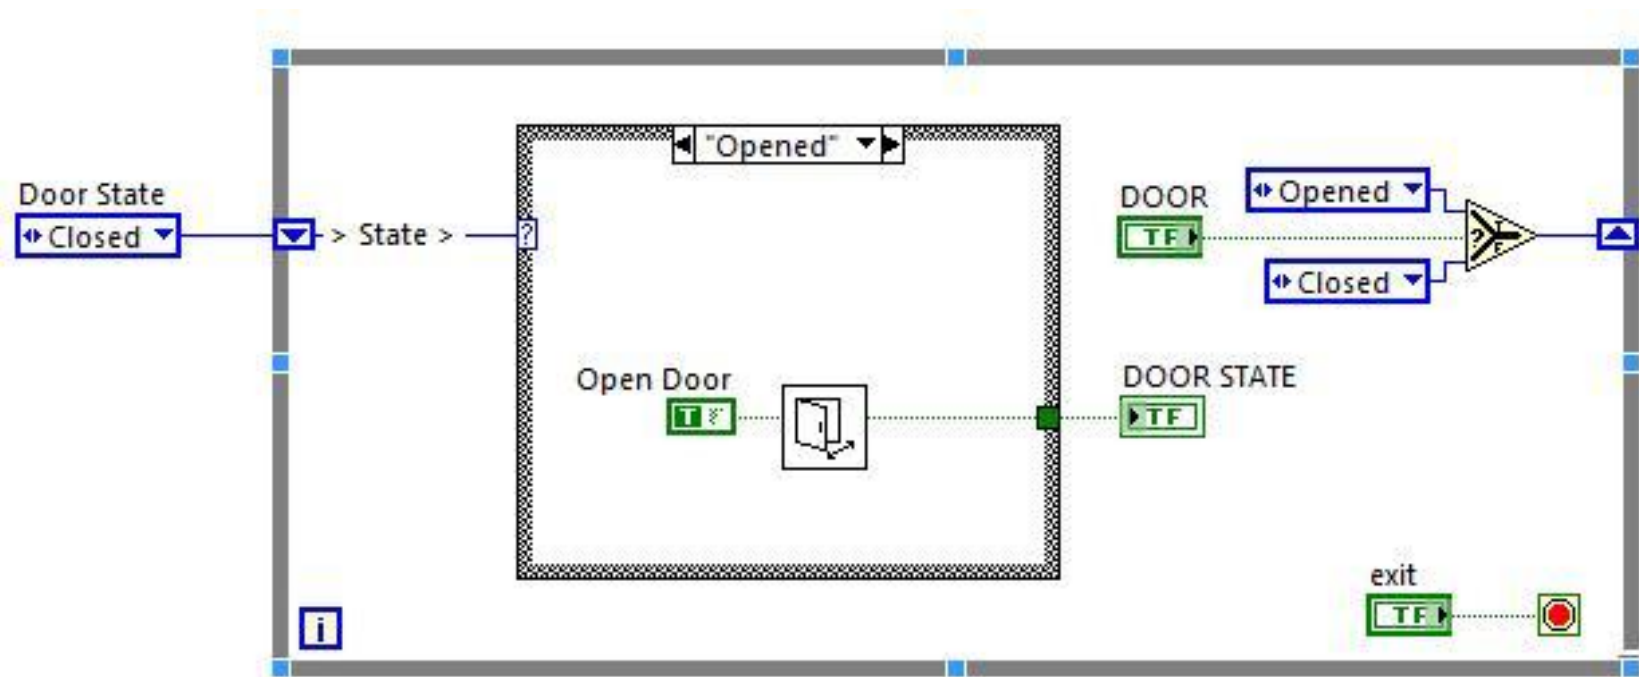 "Opened"
Door State
Closed
> State >
DOOR
TF
Opened
?
?
F
Closed
Open Door
T
F
DOOR STATE
TF
exit
TF
i